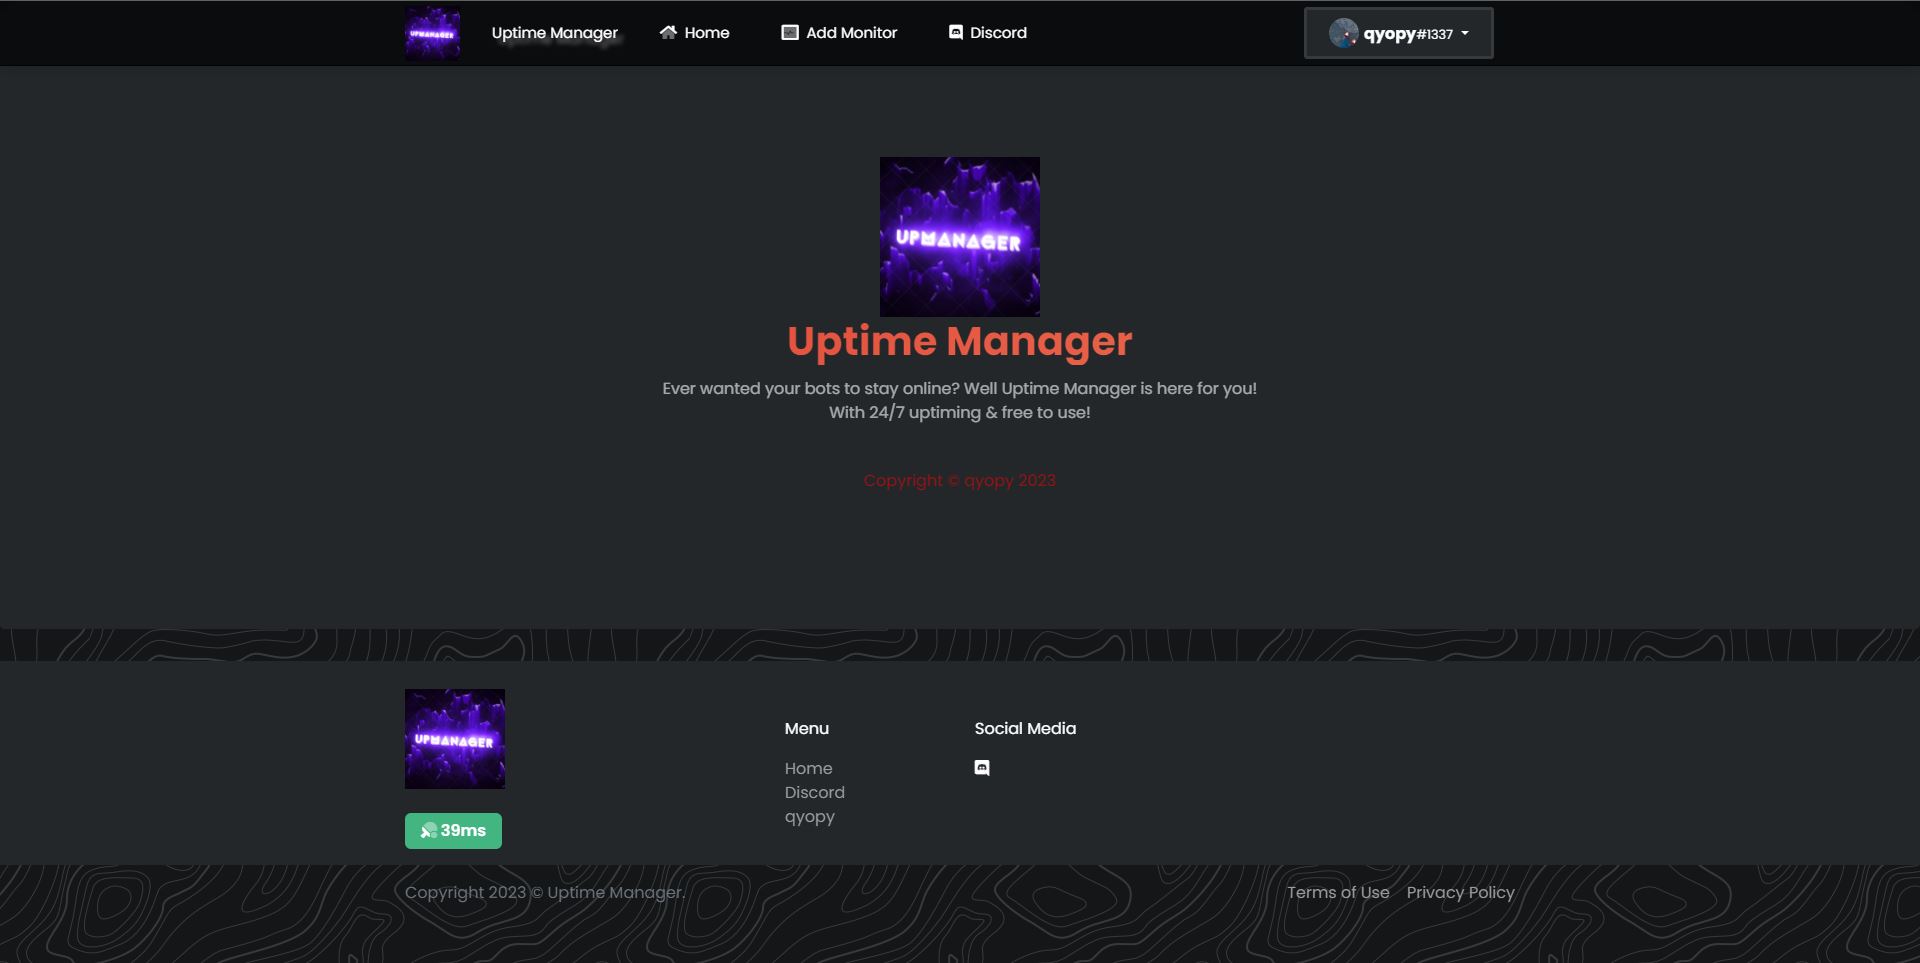 UPMANAGER
Uptime Manager
Home
Add Monitor
Discord
qyopy#1337
UPMANAGER
Uptime Manager
Ever wanted your bots to stay online? Well Uptime Manager is here for you!
With 24/7 uptiming & free to use!
Copyright © qyopy 2023
UPMANAGER
39ms
Menu
Home
Discord
qyopy
Social Media
Copyright 2023 © Uptime Manager.
Terms of Use
Privacy Policy